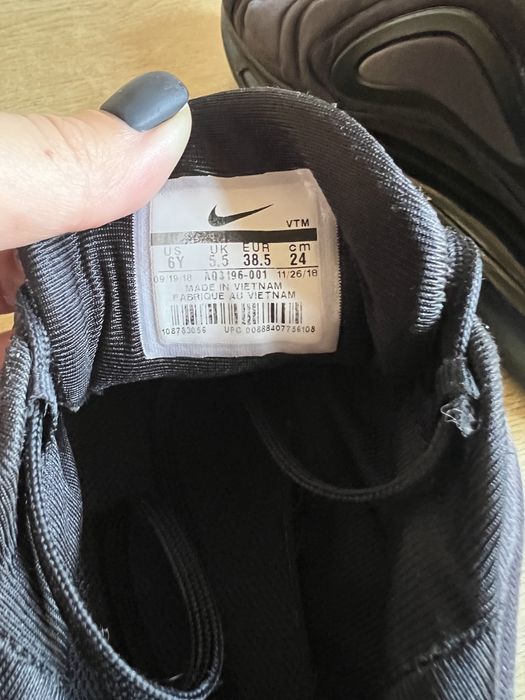 VTM
US UK EUR cm
6Y 5.5 38.5 24
09/19/18 AQ3196-001 11/26/18
MADE IN VIETNAM
FABRIQUE AU VIETNAM
108783056 UPC 00888407756108